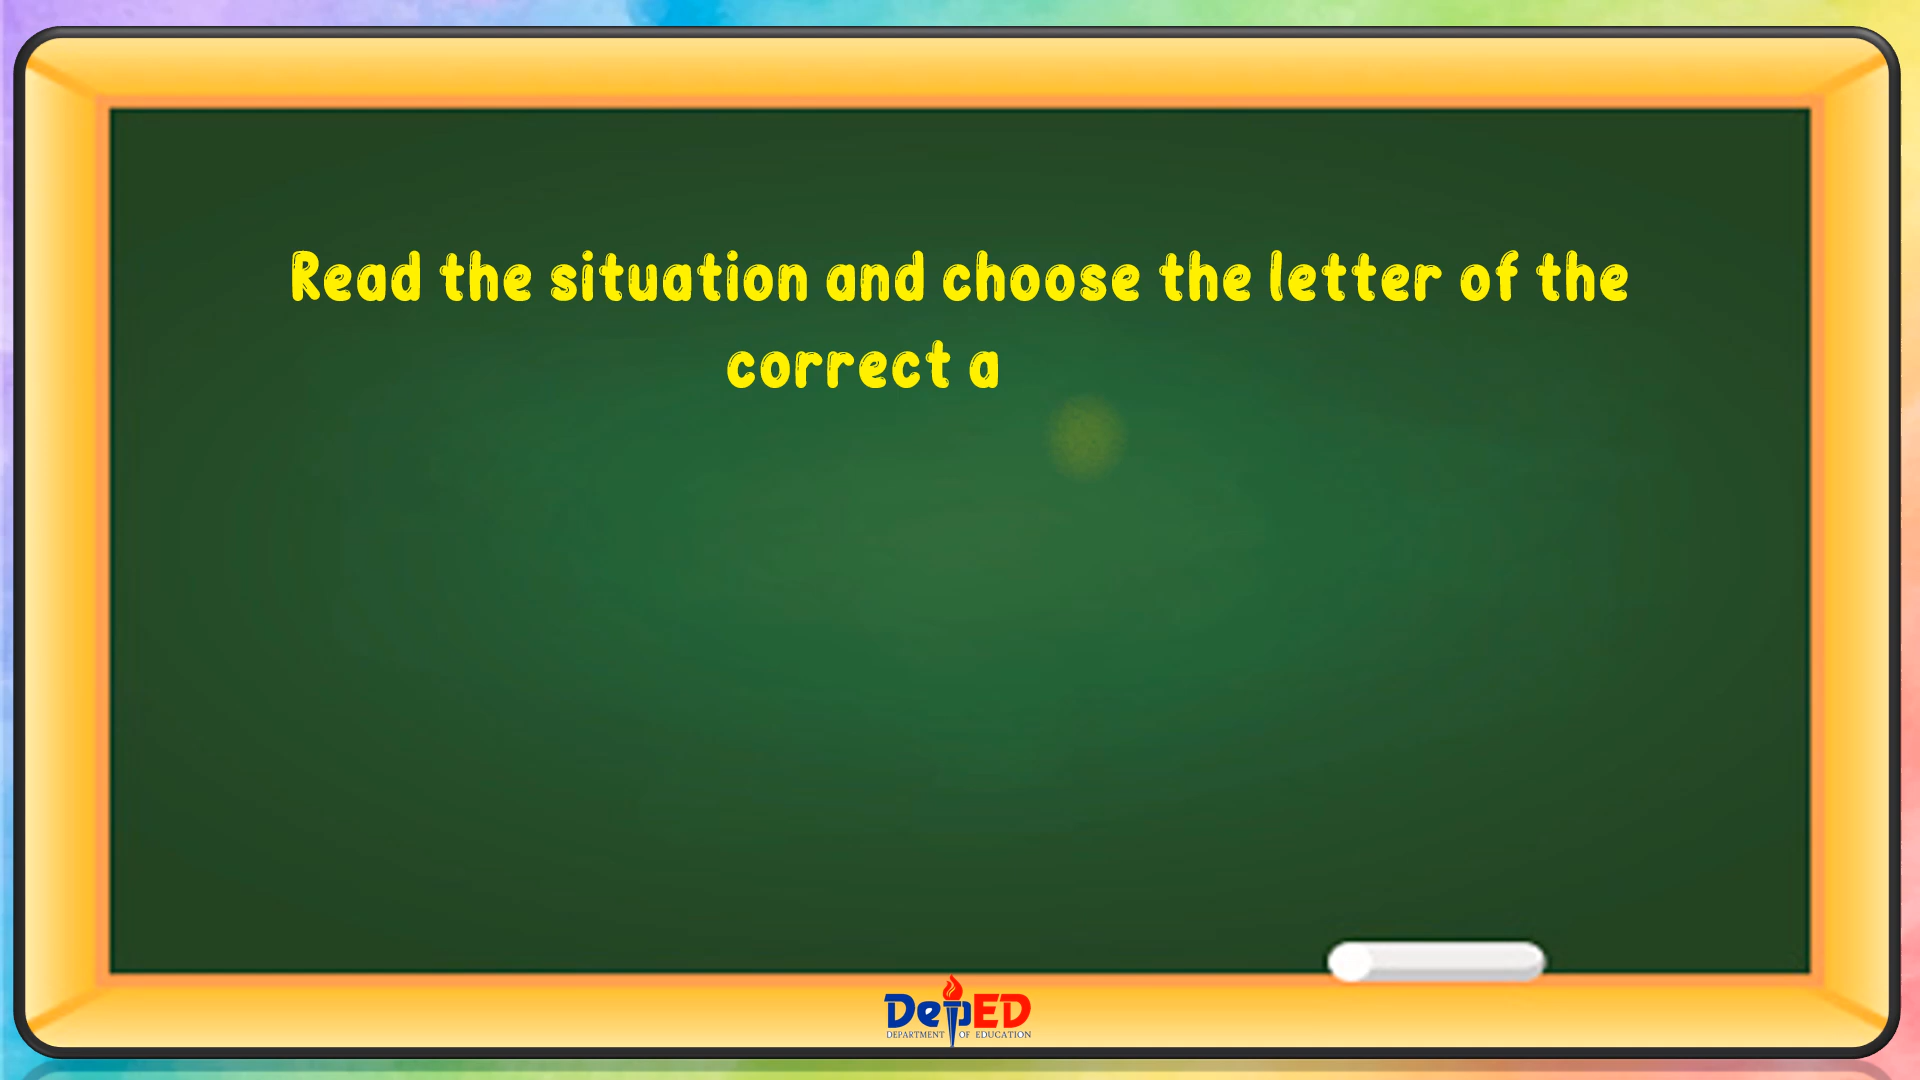 Read the situation and choose the letter of the
correct a
DepED
DEPARTMENT OF EDUCATION